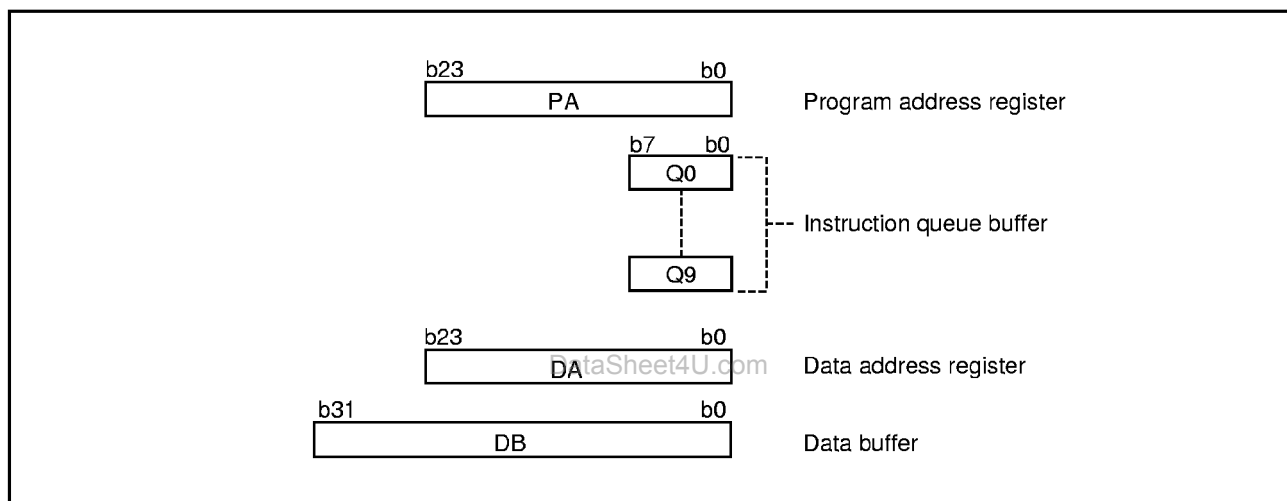 b23 b0
PA Program address register
b7 b0
Q0
Instruction queue buffer
Q9
b23 b0
DA Data address register
DataSheet4U.com
b31 b0
DB Data buffer